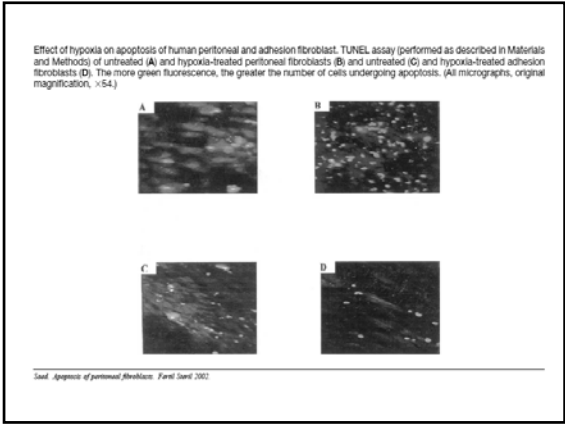 Effect of hypoxia on apoptosis of human peritoneal and adhesion fibroblast. TUNEL assay (performed as described in Materials
and Methods) of untreated (A) and hypoxia-treated peritoneal fibroblasts (B) and untreated (C) and hypoxia-treated adhesion
fibroblasts (D). The more green fluorescence, the greater the number of cells undergoing apoptosis. (All micrographs, original
magnification, ×54.)
A
B
C
D
Saed. Apoptosis of peritoneal fibroblasts. Fertil Steril 2002.